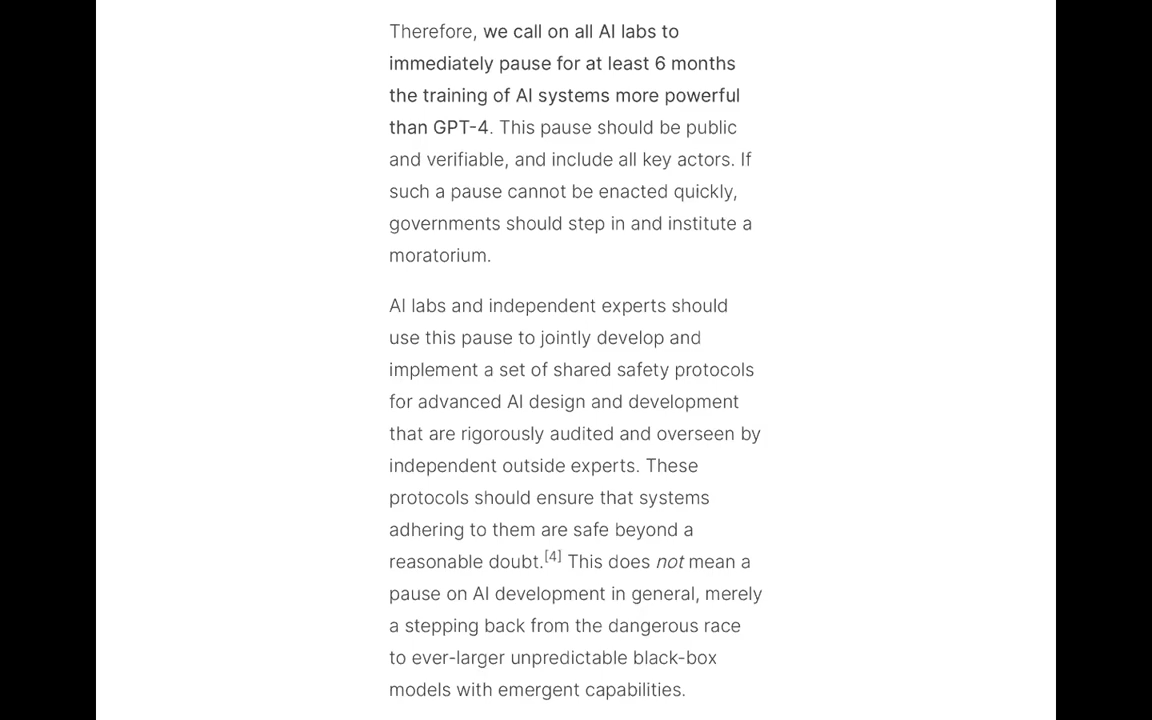 Therefore, we call on all AI labs to
immediately pause for at least 6 months
the training of AI systems more powerful
than GPT-4. This pause should be public
and verifiable, and include all key actors. If
such a pause cannot be enacted quickly,
governments should step in and institute a
moratorium.
AI labs and independent experts should
use this pause to jointly develop and
implement a set of shared safety protocols
for advanced AI design and development
that are rigorously audited and overseen by
independent outside experts. These
protocols should ensure that systems
adhering to them are safe beyond a
reasonable doubt.[4] This does not mean a
pause on AI development in general, merely
a stepping back from the dangerous race
to ever-larger unpredictable black-box
models with emergent capabilities.